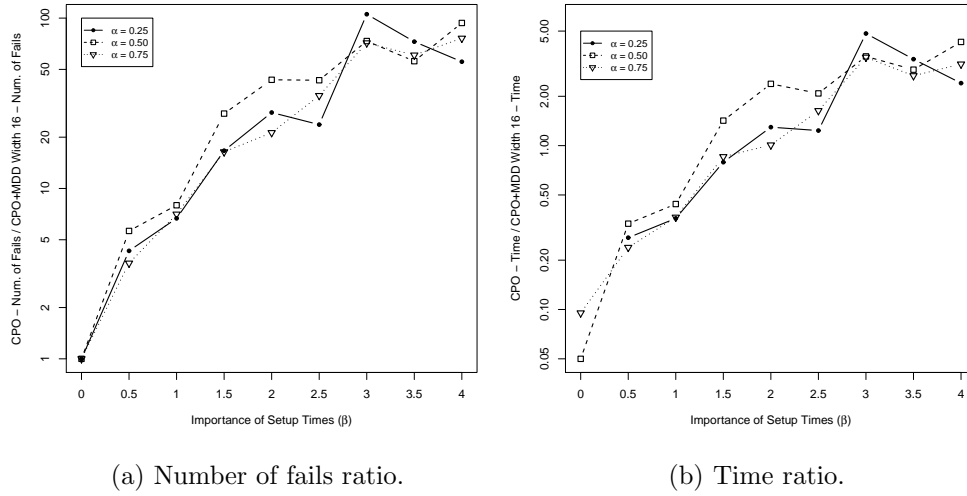 CPO − Num. of Fails / CPO+MDD Width 16 − Num. of Fails
100
50
20
10
5
2
1
α = 0.25
α = 0.50
α = 0.75
0 0.5 1 1.5 2 2.5 3 3.5 4
Importance of Setup Times (β)
(a) Number of fails ratio.
CPO − Time / CPO+MDD Width 16 − Time
5.00
2.00
1.00
0.50
0.20
0.10
0.05
α = 0.25
α = 0.50
α = 0.75
0 0.5 1 1.5 2 2.5 3 3.5 4
Importance of Setup Times (β)
(b) Time ratio.